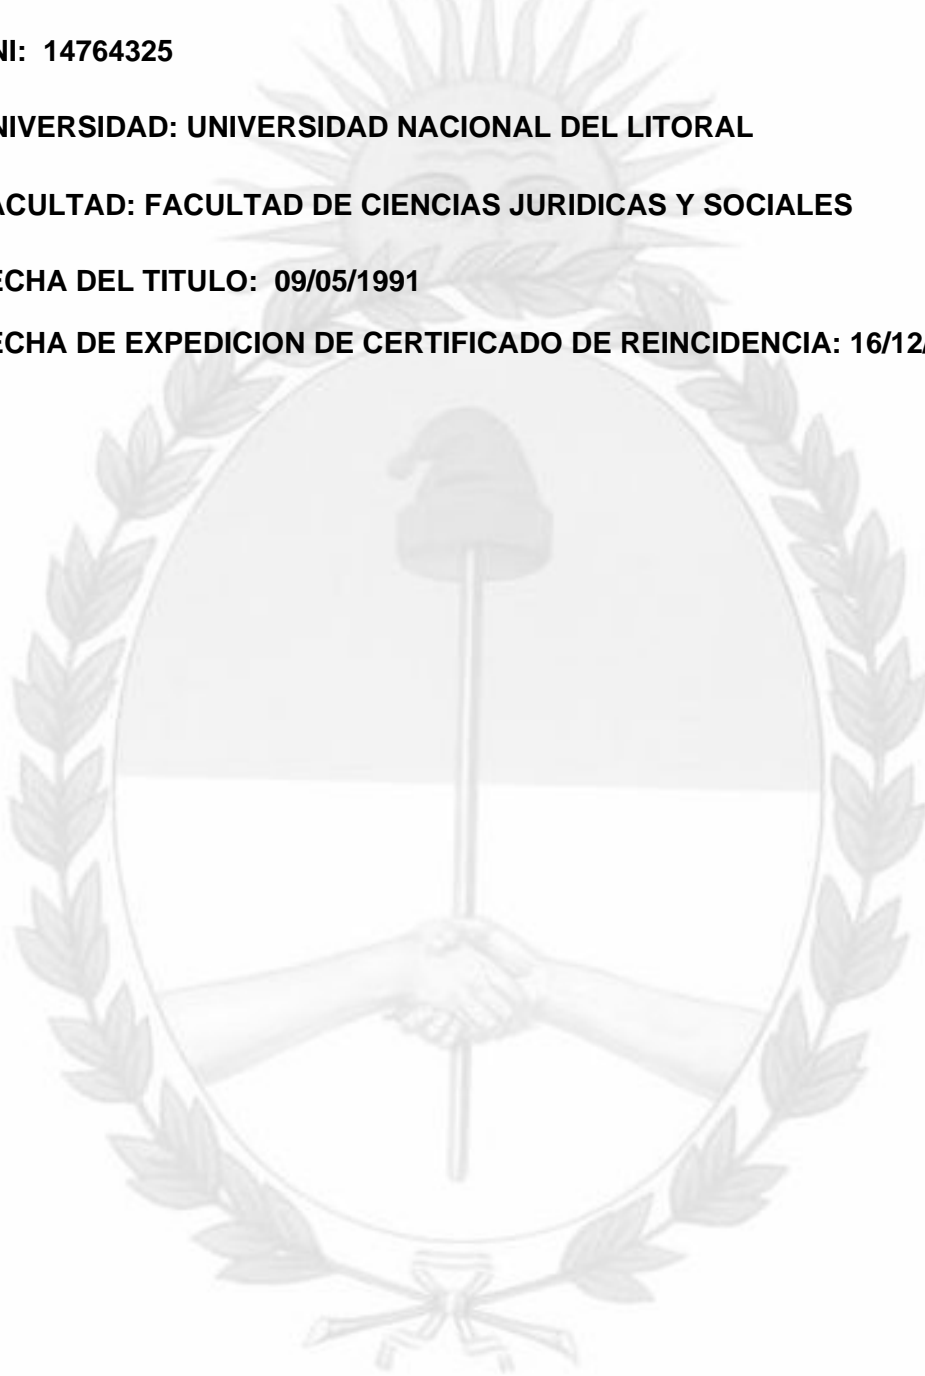 NI: 14764325
NIVERSIDAD: UNIVERSIDAD NACIONAL DEL LITORAL
ACULTAD: FACULTAD DE CIENCIAS JURIDICAS Y SOCIALES
ECHA DEL TITULO: 09/05/1991
ECHA DE EXPEDICION DE CERTIFICADO DE REINCIDENCIA: 16/12/